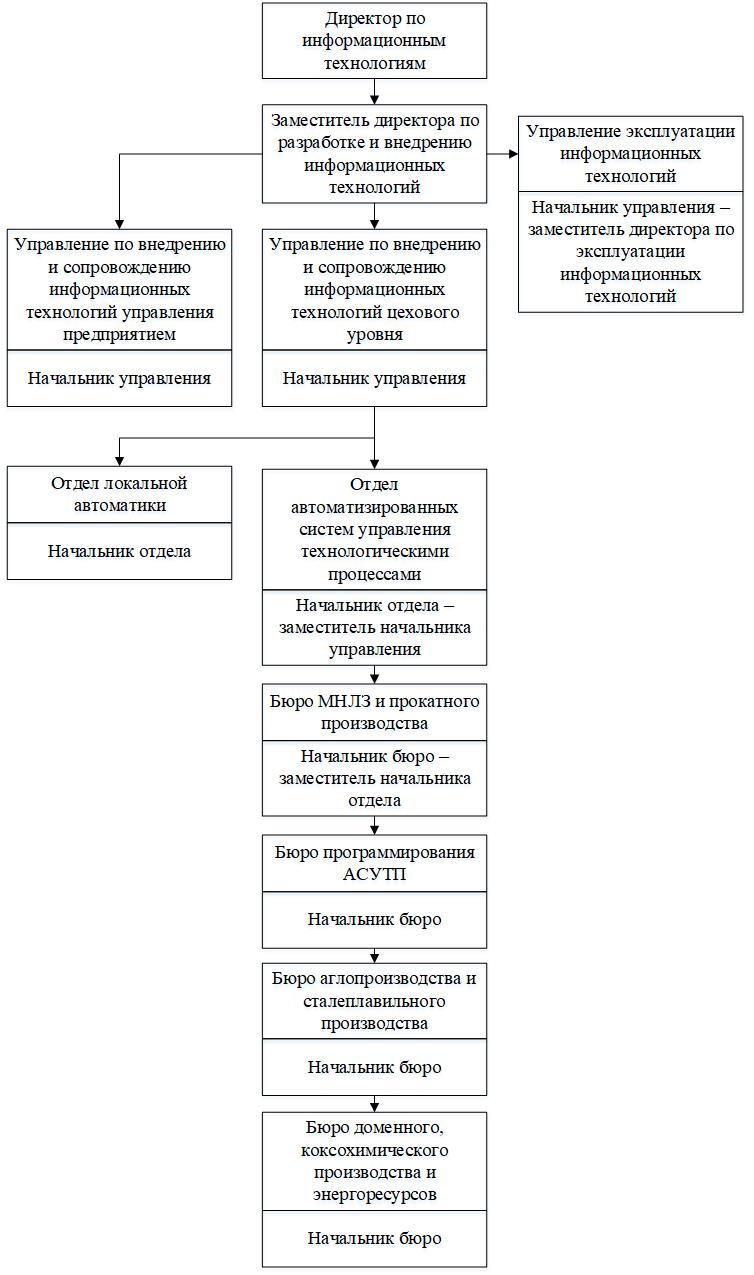 Директор по
информационным
технологиям
Заместитель директора по
разработке и внедрению
информационных
технологий
Управление эксплуатации
информационных
технологий
Начальник управления –
заместитель директора по
эксплуатации
информационных
технологий
Управление по внедрению
и сопровождению
информационных
технологий управления
предприятием
Начальник управления
Управление по внедрению
и сопровождению
информационных
технологий цехового
уровня
Начальник управления
Отдел локальной
автоматики
Начальник отдела
Отдел
автоматизированных
систем управления
технологическими
процессами
Начальник отдела –
заместитель начальника
управления
Бюро МНЛЗ и прокатного
производства
Начальник бюро –
заместитель начальника
отдела
Бюро программирования
АСУТП
Начальник бюро
Бюро аглопроизводства и
сталеплавильного
производства
Начальник бюро
Бюро доменного,
коксохимического
производства и
энергоресурсов
Начальник бюро